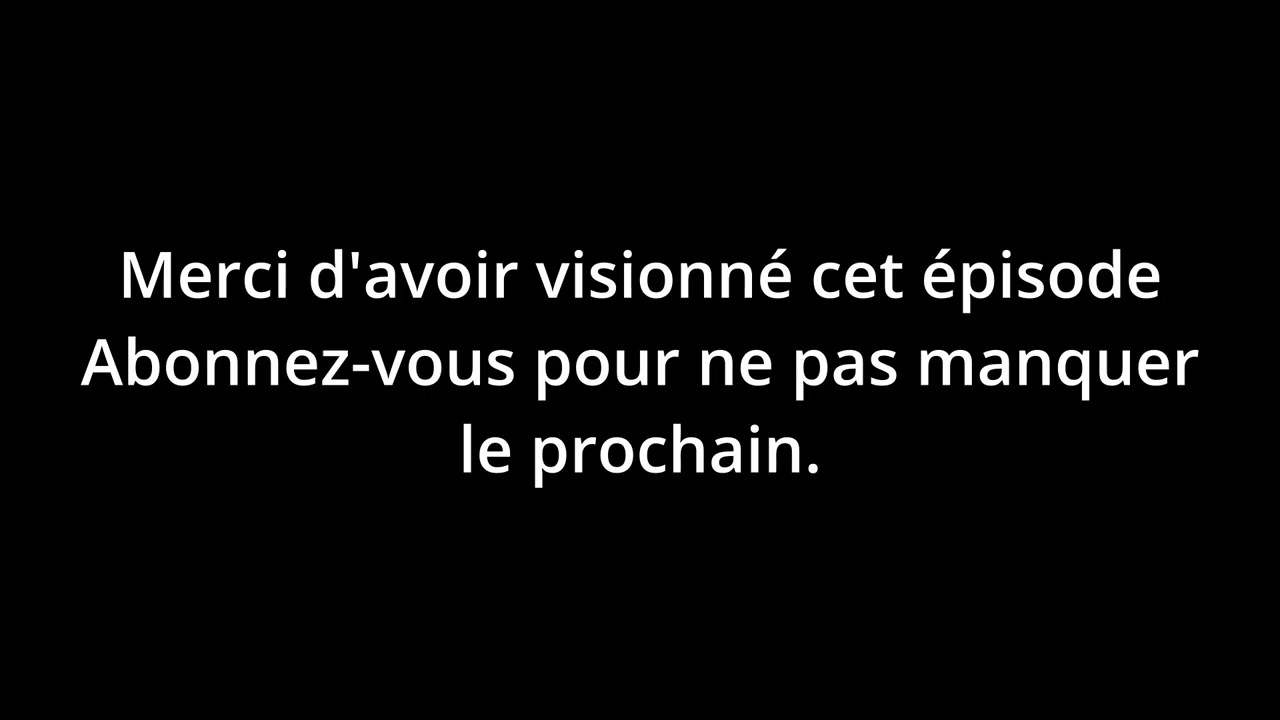 Merci d'avoir visionné cet épisode
Abonnez-vous pour ne pas manquer
le prochain.